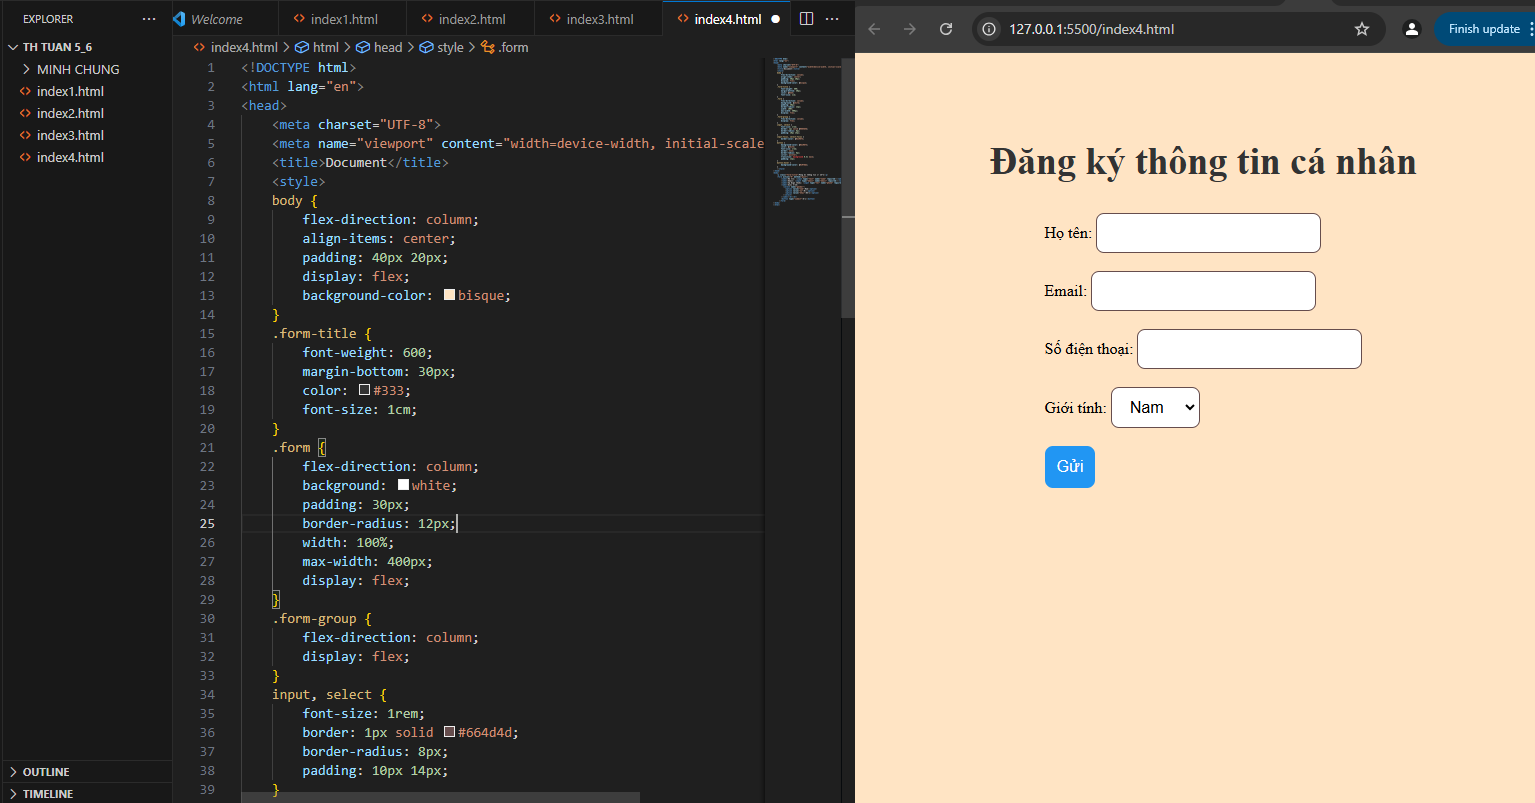 EXPLORER
TH TUAN 5_6
MINH CHUNG
index1.html
index2.html
index3.html
index4.html
OUTLINE
TIMELINE
Welcome
index1.html
index2.html
index3.html
index4.html
index4.html > html > head > style > .form
1 <!DOCTYPE html>
2 <html lang="en">
3 <head>
4 <meta charset="UTF-8">
5 <meta name="viewport" content="width=device-width, initial-scale
6 <title>Document</title>
7 <style>
8 body {
9 flex-direction: column;
10 align-items: center;
11 padding: 40px 20px;
12 display: flex;
13 background-color: bisque;
14 }
15 .form-title {
16 font-weight: 600;
17 margin-bottom: 30px;
18 color: #333;
19 font-size: 1cm;
20 }
21 .form {
22 flex-direction: column;
23 background: white;
24 padding: 30px;
25 border-radius: 12px;
26 width: 100%;
27 max-width: 400px;
28 display: flex;
29 }
30 .form-group {
31 flex-direction: column;
32 display: flex;
33 }
34 input, select {
35 font-size: 1rem;
36 border: 1px solid #664d4d;
37 border-radius: 8px;
38 padding: 10px 14px;
39 }
127.0.0.1:5500/index4.html
Finish update
Đăng ký thông tin cá nhân
Họ tên:
Email:
Số điện thoại:
Giới tính: Nam
Gửi